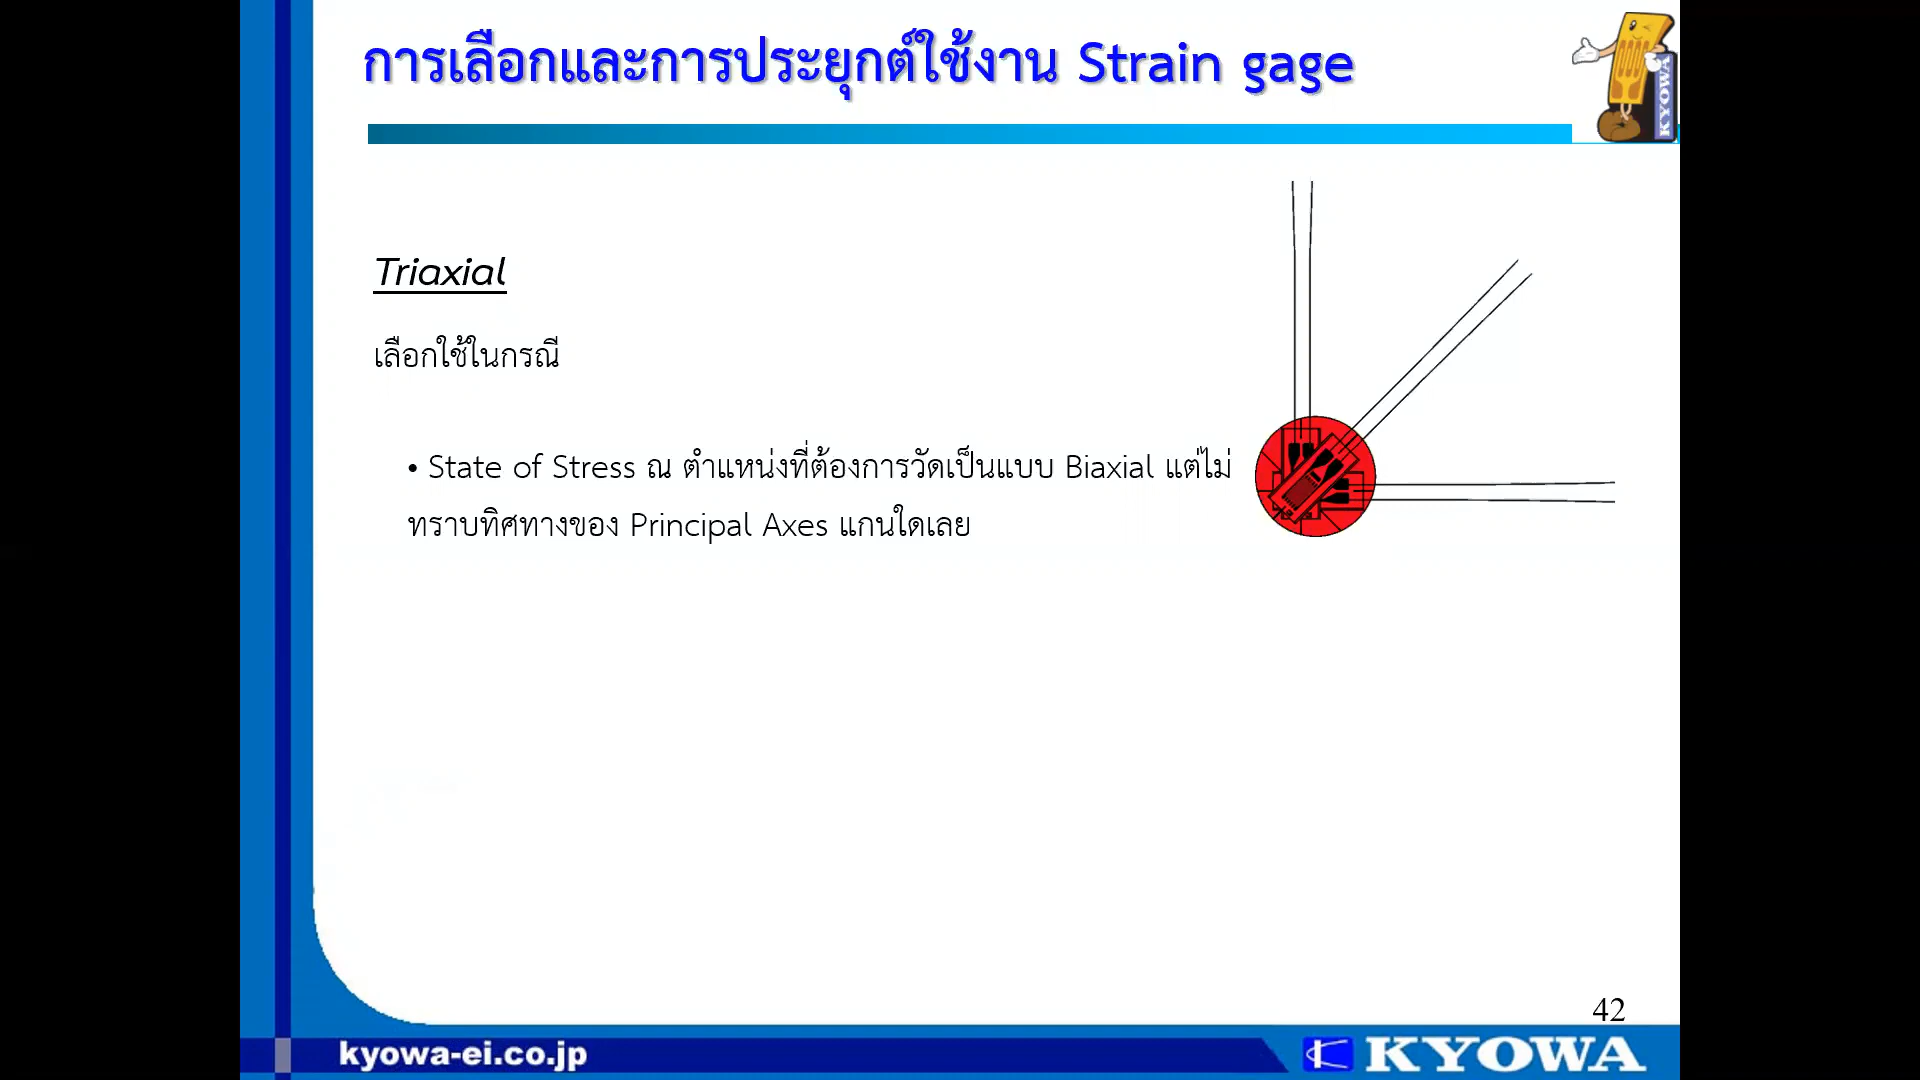 การเลือกและการประยุกต์ใช้งาน Strain gage
KYOWA
Triaxial
เลือกใช้ในกรณี
• State of Stress ณ ตำแหน่งที่ต้องการวัดเป็นแบบ Biaxial แต่ไม่
ทราบทิศทางของ Principal Axes แกนใดเลย
42
kyowa-ei.co.jp
KYOWA